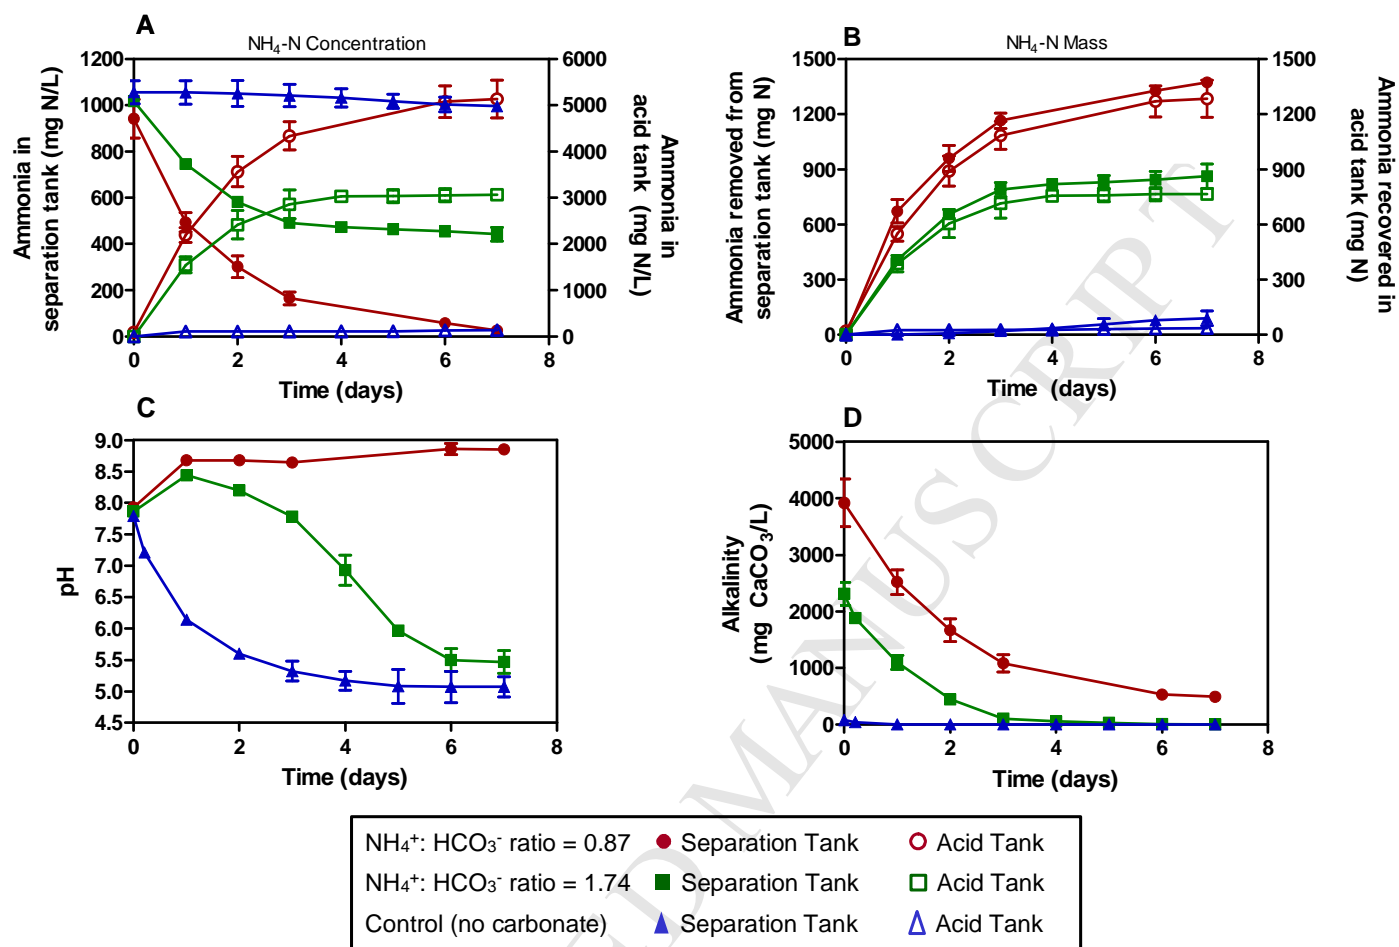 A
NH₄-N Concentration
1200
1000
800
600
400
200
0
6000
5000
4000
3000
2000
1000
0
0 2 4 6 8
Ammonia in
separation tank (mg N/L)
Ammonia in
acid tank (mg N/L)
Time (days)
B
NH₄-N Mass
1500
1200
900
600
300
0
1500
1200
900
600
300
0
0 2 4 6 8
Ammonia removed from
separation tank (mg N)
Ammonia recovered in
acid tank (mg N)
Time (days)
C
9.0
8.5
8.0
7.5
7.0
6.5
6.0
5.5
5.0
4.5
0 2 4 6 8
pH
Time (days)
D
5000
4000
3000
2000
1000
0
0 2 4 6 8
Alkalinity
(mg CaCO₃/L)
Time (days)
NH₄⁺: HCO₃⁻ ratio = 0.87 Separation Tank Acid Tank
NH₄⁺: HCO₃⁻ ratio = 1.74 Separation Tank Acid Tank
Control (no carbonate) Separation Tank Acid Tank
ED MANUSCRIPT